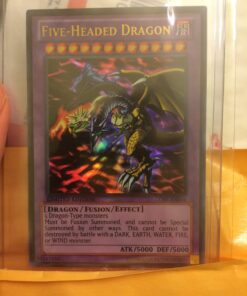 FIVE-HEADED DRAGON
LIMITED EDITION
[DRAGON/FUSION/EFFECT]
5 Dragon-Type monsters
Must be Fusion Summoned, and cannot be Special
Summoned by other ways. This card cannot be
destroyed by battle with a DARK, EARTH, WATER, FIRE,
or WIND monster.
ATK/5000 DEF/5000